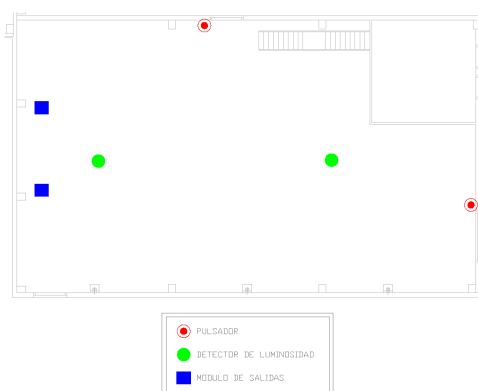 PULSADOR
DETECTOR DE LUMINOSIDAD
MODULO DE SALIDAS